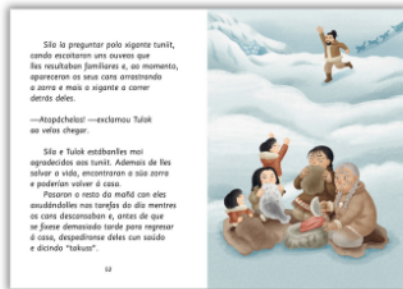 Sila ía preguntar polo xigante tuniit,
cando escoitaron uns ouveos que
lles resultaban familiares e, ao momento,
apareceron os seus cans arrastrando
a zorra e mais o xigante a correr
detrás deles.
—Atopáchelos! —exclamou Tulok
ao velos chegar.
Sila e Tulok estábanlles moi
agradecidos aos tuniit. Ademais de lles
salvar a vida, encontraron a súa zorra
e poderían volver á casa.
Pasaron o resto da mañá con eles
axudándolles nas tarefas do día mentres
os cans descansaban e, antes de que
se fixese demasiado tarde para regresar
á casa, despedíronse deles cun saúdo
e dicindo “takuss”.
52